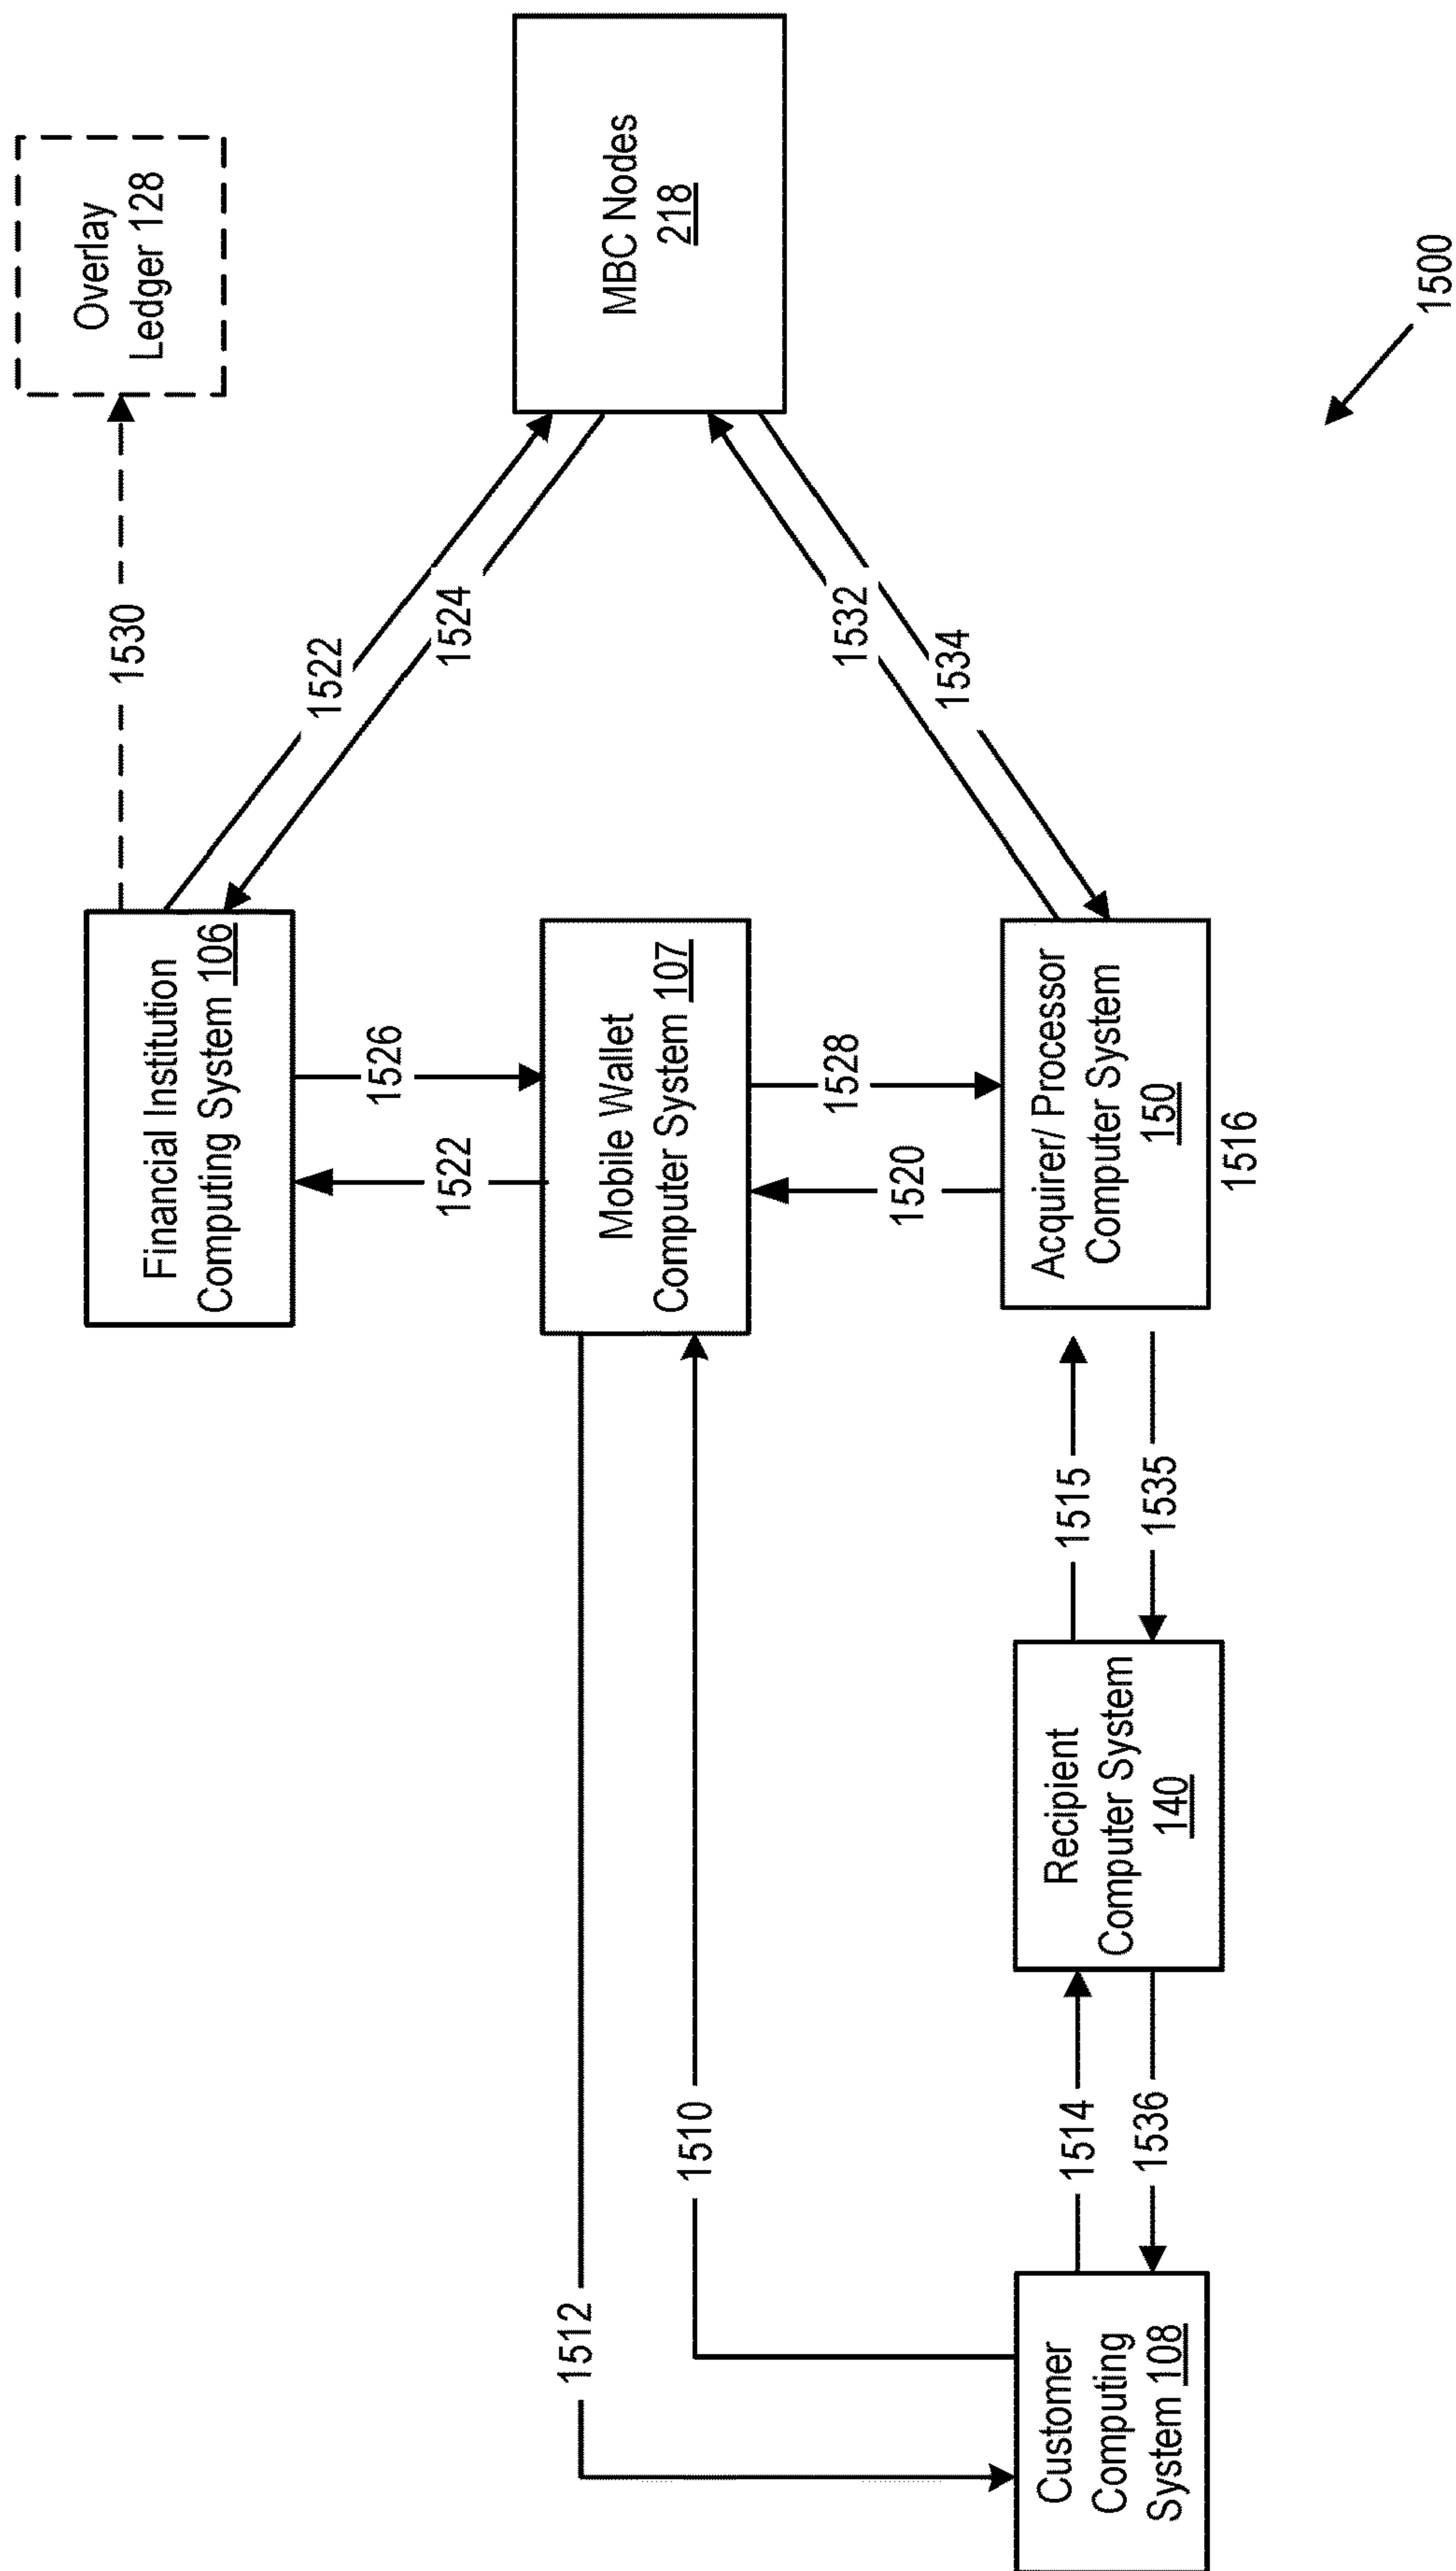 Overlay
Ledger 128
1530
Financial Institution
Computing System 106
1522
1524
MBC Nodes
218
1526
1522
1512
Mobile Wallet
Computer System 107
1510
1532
1534
1528
1520
Customer
Computing
System 108
1514
1536
Recipient
Computer System
140
1515
1535
Acquirer/ Processor
Computer System
150
1516
1500